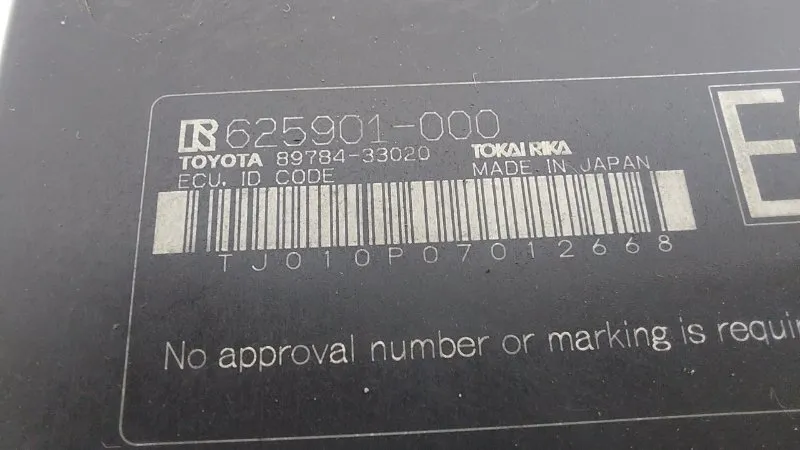 625901-000
TOYOTA 89784-33020 TOKAI RIKA
ECU. ID CODE MADE IN JAPAN
TJ010P07012668
No approval number or marking is